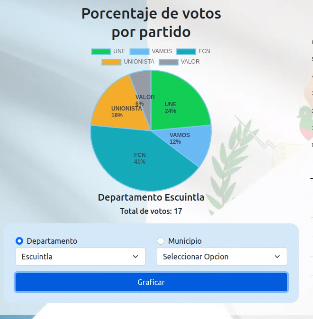 Porcentaje de votos
por partido
UNE VAMOS FCN
UNIONISTA VALOR
VALOR
6%
UNE
24%
UNIONISTA
18%
VAMOS
12%
FCN
41%
Departamento Escuintla
Total de votos: 17
Departamento Municipio
Escuintla Seleccionar Opcion
Graficar